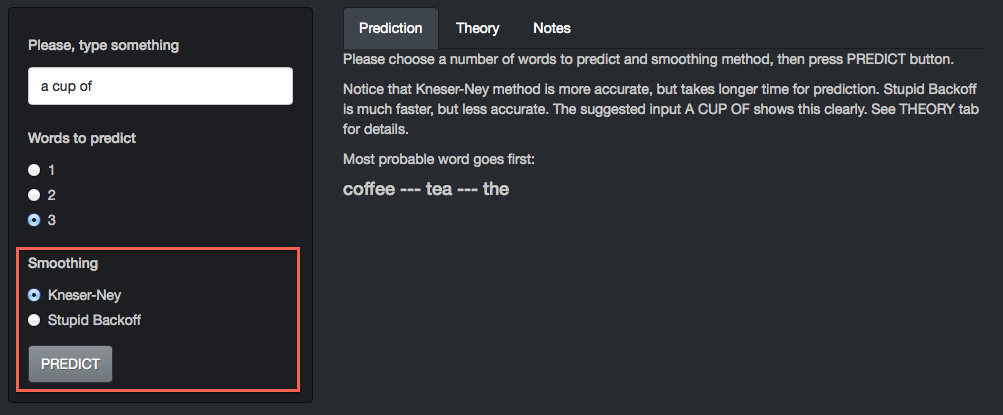 Please, type something
a cup of
Words to predict
1
2
3
Smoothing
Kneser-Ney
Stupid Backoff
PREDICT
Prediction Theory Notes
Please choose a number of words to predict and smoothing method, then press PREDICT button.
Notice that Kneser-Ney method is more accurate, but takes longer time for prediction. Stupid Backoff
is much faster, but less accurate. The suggested input A CUP OF shows this clearly. See THEORY tab
for details.
Most probable word goes first:
coffee --- tea --- the